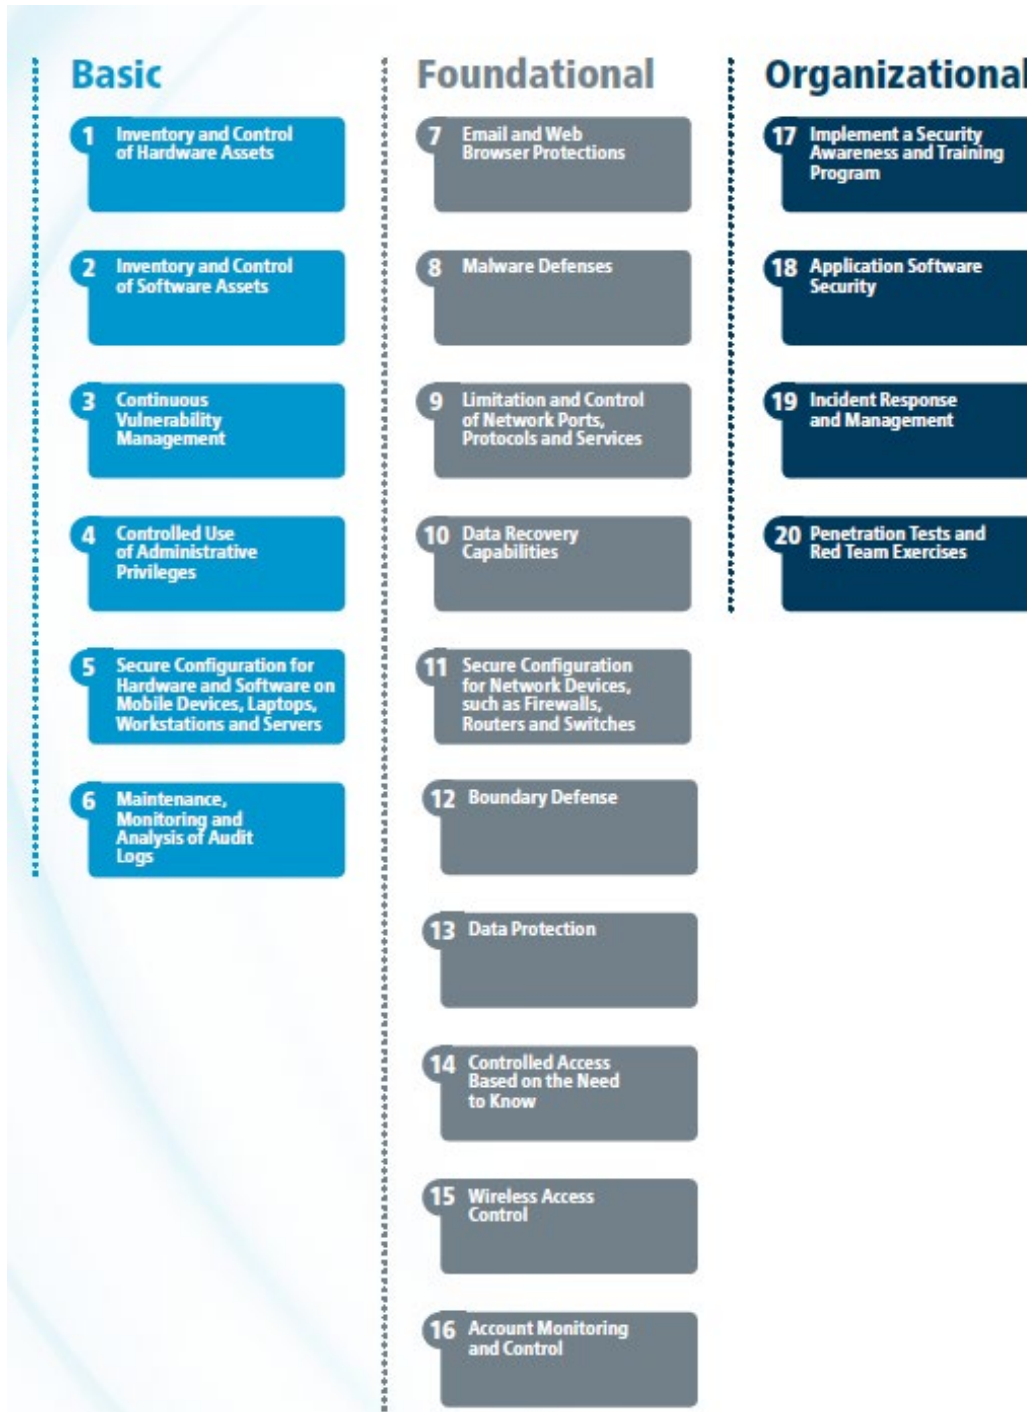 Basic
1 Inventory and Control
of Hardware Assets
2 Inventory and Control
of Software Assets
3 Continuous
Vulnerability
Management
4 Controlled Use
of Administrative
Privileges
5 Secure Configuration for
Hardware and Software on
Mobile Devices, Laptops,
Workstations and Servers
6 Maintenance,
Monitoring and
Analysis of Audit
Logs
Foundational
7 Email and Web
Browser Protections
8 Malware Defenses
9 Limitation and Control
of Network Ports,
Protocols and Services
10 Data Recovery
Capabilities
11 Secure Configuration
for Network Devices,
such as Firewalls,
Routers and Switches
12 Boundary Defense
13 Data Protection
14 Controlled Access
Based on the Need
to Know
15 Wireless Access
Control
16 Account Monitoring
and Control
Organizational
17 Implement a Security
Awareness and Training
Program
18 Application Software
Security
19 Incident Response
and Management
20 Penetration Tests and
Red Team Exercises